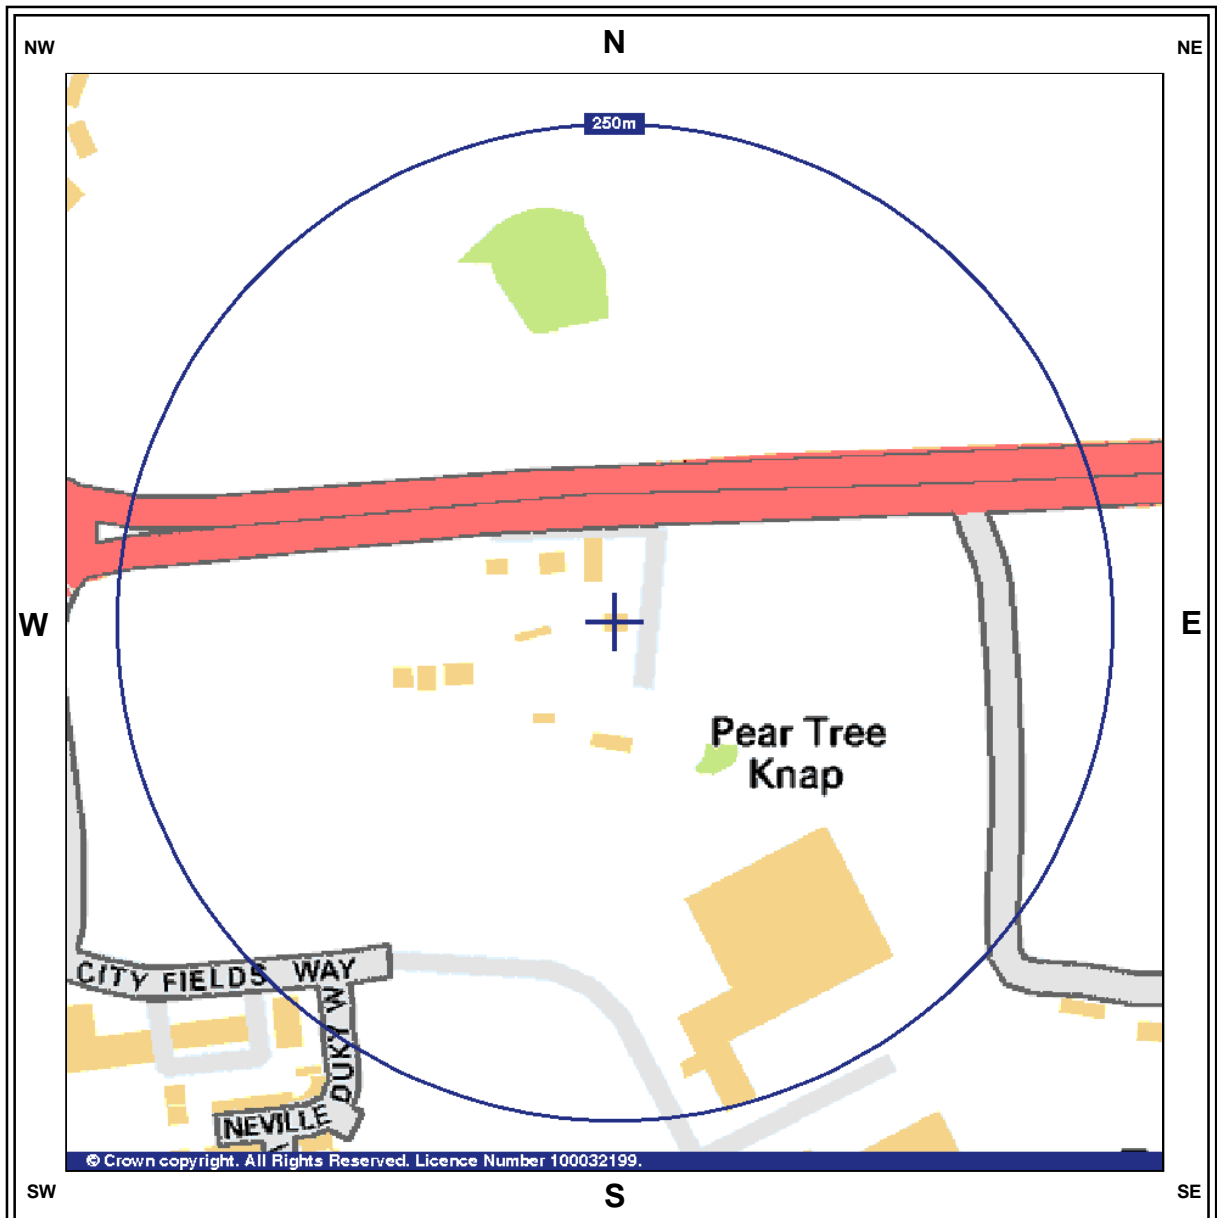 NW
N
NE
250m
W
E
Pear Tree
Knap
CITY FIELDS WAY
DUKY W
NEVILLE
© Crown copyright. All Rights Reserved. Licence Number 100032199.
SW
S
SE